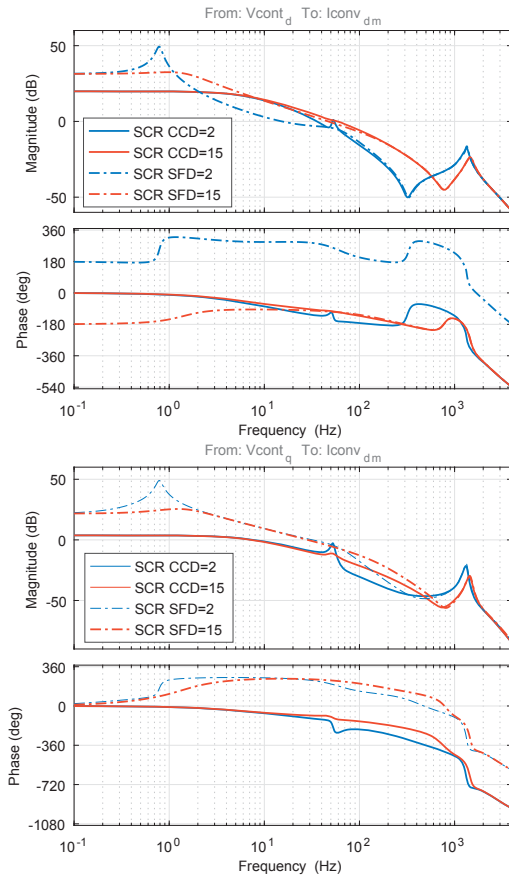 From: Vcont_d To: Iconv_dm
50
0
-50
Magnitude (dB)
SCR CCD=2
SCR CCD=15
SCR SFD=2
SCR SFD=15
360
180
0
-180
-360
-540
Phase (deg)
10^-1 10^0 10^1 10^2 10^3
Frequency (Hz)
From: Vcont_q To: Iconv_dm
50
0
-50
Magnitude (dB)
SCR CCD=2
SCR CCD=15
SCR SFD=2
SCR SFD=15
360
0
-360
-720
-1080
Phase (deg)
10^-1 10^0 10^1 10^2 10^3
Frequency (Hz)